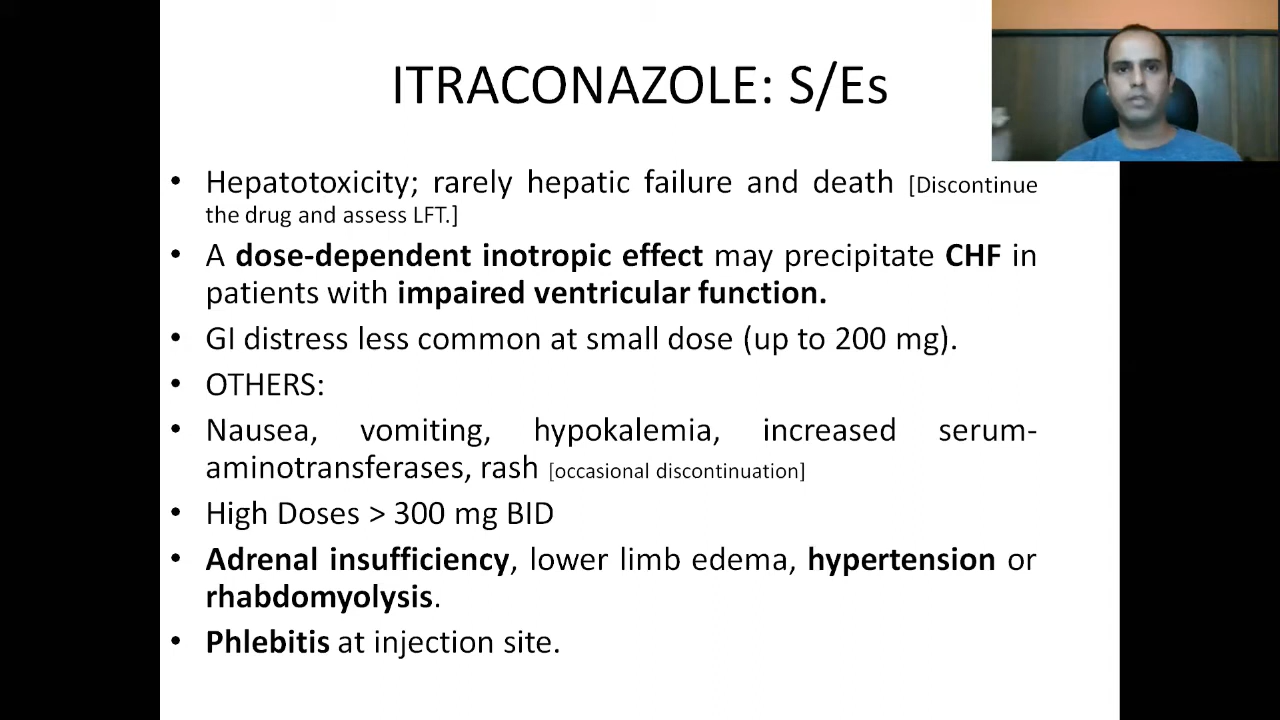 ITRACONAZOLE: S/Es
• Hepatotoxicity; rarely hepatic failure and death [Discontinue
the drug and assess LFT.]
• A dose-dependent inotropic effect may precipitate CHF in
patients with impaired ventricular function.
• GI distress less common at small dose (up to 200 mg).
• OTHERS:
• Nausea, vomiting, hypokalemia, increased serum-
aminotransferases, rash [occasional discontinuation]
• High Doses > 300 mg BID
• Adrenal insufficiency, lower limb edema, hypertension or
rhabdomyolysis.
• Phlebitis at injection site.